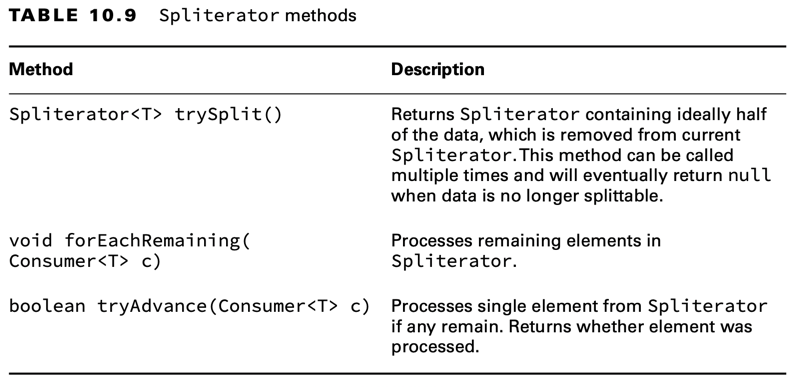 TABLE 10.9 Spliterator methods
Method Description
Spliterator<T> trySplit() Returns Spliterator containing ideally half
of the data, which is removed from current
Spliterator.This method can be called
multiple times and will eventually return null
when data is no longer splittable.
void forEachRemaining( Processes remaining elements in
Consumer<T> c) Spliterator.
boolean tryAdvance(Consumer<T> c) Processes single element from Spliterator
if any remain. Returns whether element was
processed.